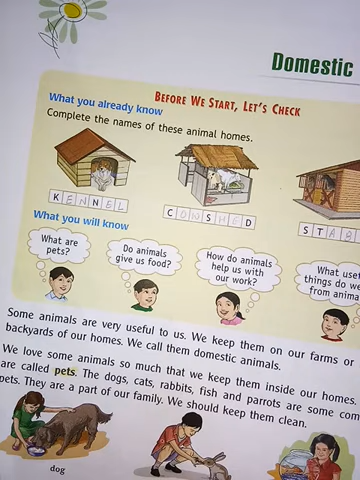 Domestic
BEFORE WE START, LET'S CHECK
What you already know
Complete the names of these animal homes.
KENNEL
COWSHED
STAB
What you will know
What are
pets?
Do animals
give us food?
How do animals
help us with
our work?
What usef
things do we
from anima
Some animals are very useful to us. We keep them on our farms or
backyards of our homes. We call them domestic animals.
We love some animals so much that we keep them inside our homes.
are called pets. The dogs, cats, rabbits, fish and parrots are some com
pets. They are a part of our family. We should keep them clean.
dog